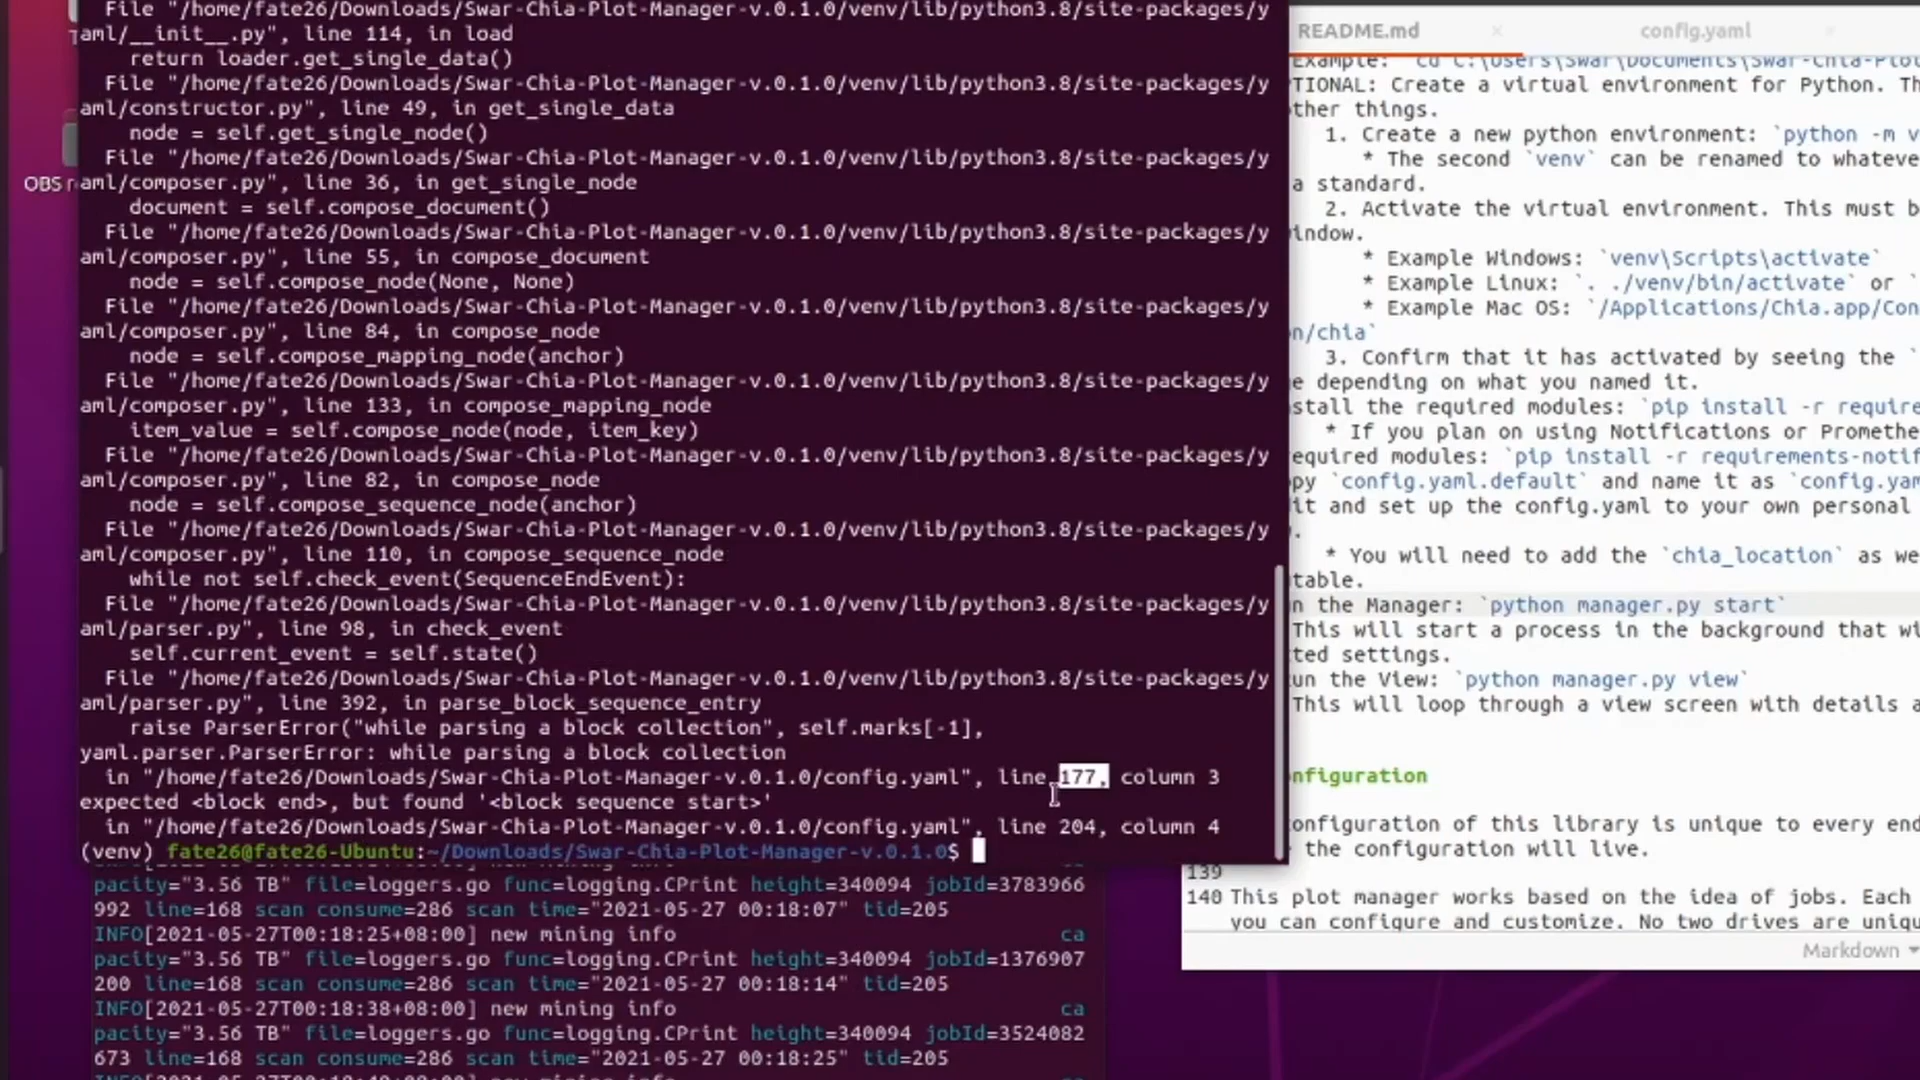 File "/home/fate26/Downloads/Swar-Chia-Plot-Manager-v.0.1.0/venv/lib/python3.8/site-packages/y
aml/__init__.py", line 114, in load
return loader.get_single_data()
File "/home/fate26/Downloads/Swar-Chia-Plot-Manager-v.0.1.0/venv/lib/python3.8/site-packages/y
aml/constructor.py", line 49, in get_single_data
node = self.get_single_node()
File "/home/fate26/Downloads/Swar-Chia-Plot-Manager-v.0.1.0/venv/lib/python3.8/site-packages/y
aml/composer.py", line 36, in get_single_node
document = self.compose_document()
File "/home/fate26/Downloads/Swar-Chia-Plot-Manager-v.0.1.0/venv/lib/python3.8/site-packages/y
aml/composer.py", line 55, in compose_document
node = self.compose_node(None, None)
File "/home/fate26/Downloads/Swar-Chia-Plot-Manager-v.0.1.0/venv/lib/python3.8/site-packages/y
aml/composer.py", line 84, in compose_node
node = self.compose_mapping_node(anchor)
File "/home/fate26/Downloads/Swar-Chia-Plot-Manager-v.0.1.0/venv/lib/python3.8/site-packages/y
aml/composer.py", line 133, in compose_mapping_node
item_value = self.compose_node(node, item_key)
File "/home/fate26/Downloads/Swar-Chia-Plot-Manager-v.0.1.0/venv/lib/python3.8/site-packages/y
aml/composer.py", line 82, in compose_node
node = self.compose_sequence_node(anchor)
File "/home/fate26/Downloads/Swar-Chia-Plot-Manager-v.0.1.0/venv/lib/python3.8/site-packages/y
aml/composer.py", line 110, in compose_sequence_node
while not self.check_event(SequenceEndEvent):
File "/home/fate26/Downloads/Swar-Chia-Plot-Manager-v.0.1.0/venv/lib/python3.8/site-packages/y
aml/parser.py", line 98, in check_event
self.current_event = self.state()
File "/home/fate26/Downloads/Swar-Chia-Plot-Manager-v.0.1.0/venv/lib/python3.8/site-packages/y
aml/parser.py", line 392, in parse_block_sequence_entry
raise ParserError("while parsing a block collection", self.marks[-1],
yaml.parser.ParserError: while parsing a block collection
in "/home/fate26/Downloads/Swar-Chia-Plot-Manager-v.0.1.0/config.yaml", line 177, column 3
expected <block end>, but found '<block sequence start>'
in "/home/fate26/Downloads/Swar-Chia-Plot-Manager-v.0.1.0/config.yaml", line 204, column 4
(venv) fate26@fate26-Ubuntu:~/Downloads/Swar-Chia-Plot-Manager-v.0.1.0$
pacity="3.56 TB" file=loggers.go func=logging.CPrint height=340094 jobId=3783966
992 line=168 scan consume=286 scan time="2021-05-27 00:18:07" tid=205
INFO[2021-05-27T00:18:25+08:00] new mining info ca
pacity="3.56 TB" file=loggers.go func=logging.CPrint height=340094 jobId=1376907
200 line=168 scan consume=286 scan time="2021-05-27 00:18:14" tid=205
INFO[2021-05-27T00:18:38+08:00] new mining info ca
pacity="3.56 TB" file=loggers.go func=logging.CPrint height=340094 jobId=3524082
673 line=168 scan consume=286 scan time="2021-05-27 00:18:25" tid=205
OBS
README.md
config.yaml
Example: `cd C:\Users\Swar\Documents\Swar-Chia-Plot
TIONAL: Create a virtual environment for Python. Th
ther things.
1. Create a new python environment: `python -m v
* The second `venv` can be renamed to whateve
a standard.
2. Activate the virtual environment. This must b
indow.
* Example Windows: `venv\Scripts\activate`
* Example Linux: `. ./venv/bin/activate` or `
* Example Mac OS: `/Applications/Chia.app/Con
n/chia`
3. Confirm that it has activated by seeing the `
e depending on what you named it.
stall the required modules: `pip install -r require
* If you plan on using Notifications or Promethe
equired modules: `pip install -r requirements-notif
py `config.yaml.default` and name it as `config.yam
it and set up the config.yaml to your own personal
.
* You will need to add the `chia_location` as we
table.
n the Manager: `python manager.py start`
This will start a process in the background that wi
ted settings.
un the View: `python manager.py view`
This will loop through a view screen with details a
nfiguration
onfiguration of this library is unique to every end
the configuration will live.
139
140 This plot manager works based on the idea of jobs. Each
you can configure and customize. No two drives are uniqu
Markdown